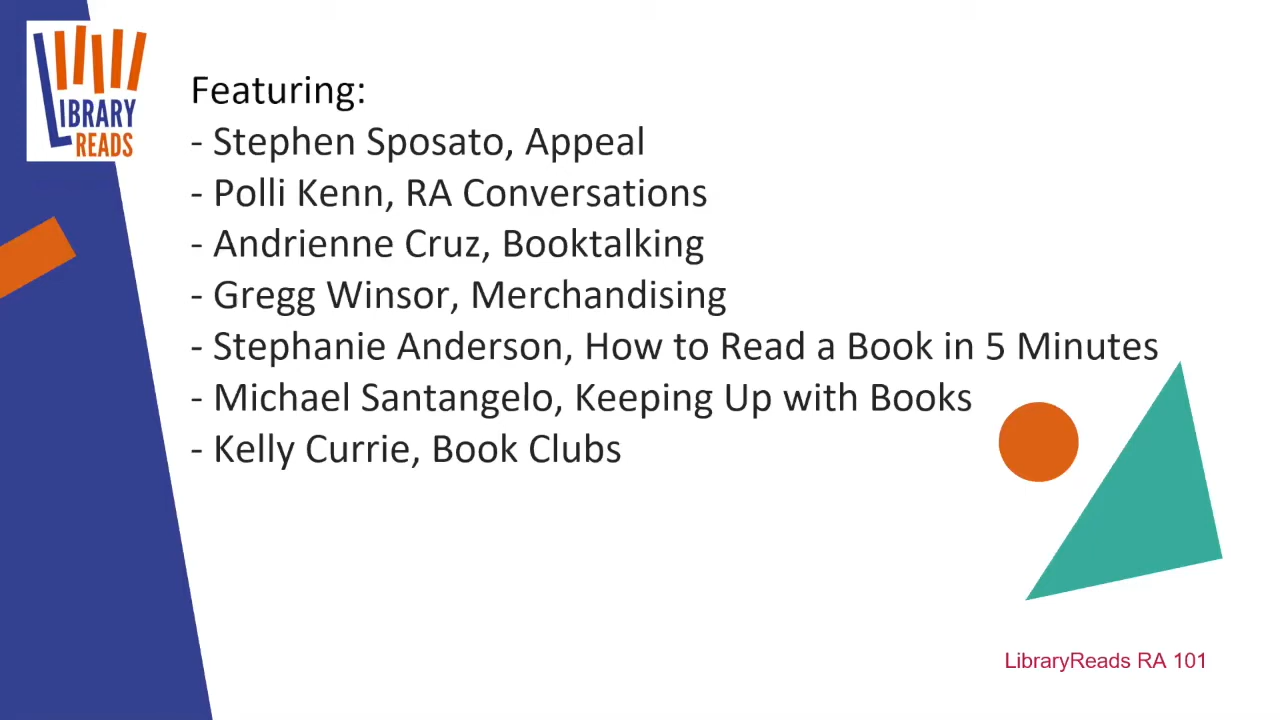 LIBRARY
READS
Featuring:
- Stephen Sposato, Appeal
- Polli Kenn, RA Conversations
- Andrienne Cruz, Booktalking
- Gregg Winsor, Merchandising
- Stephanie Anderson, How to Read a Book in 5 Minutes
- Michael Santangelo, Keeping Up with Books
- Kelly Currie, Book Clubs
LibraryReads RA 101